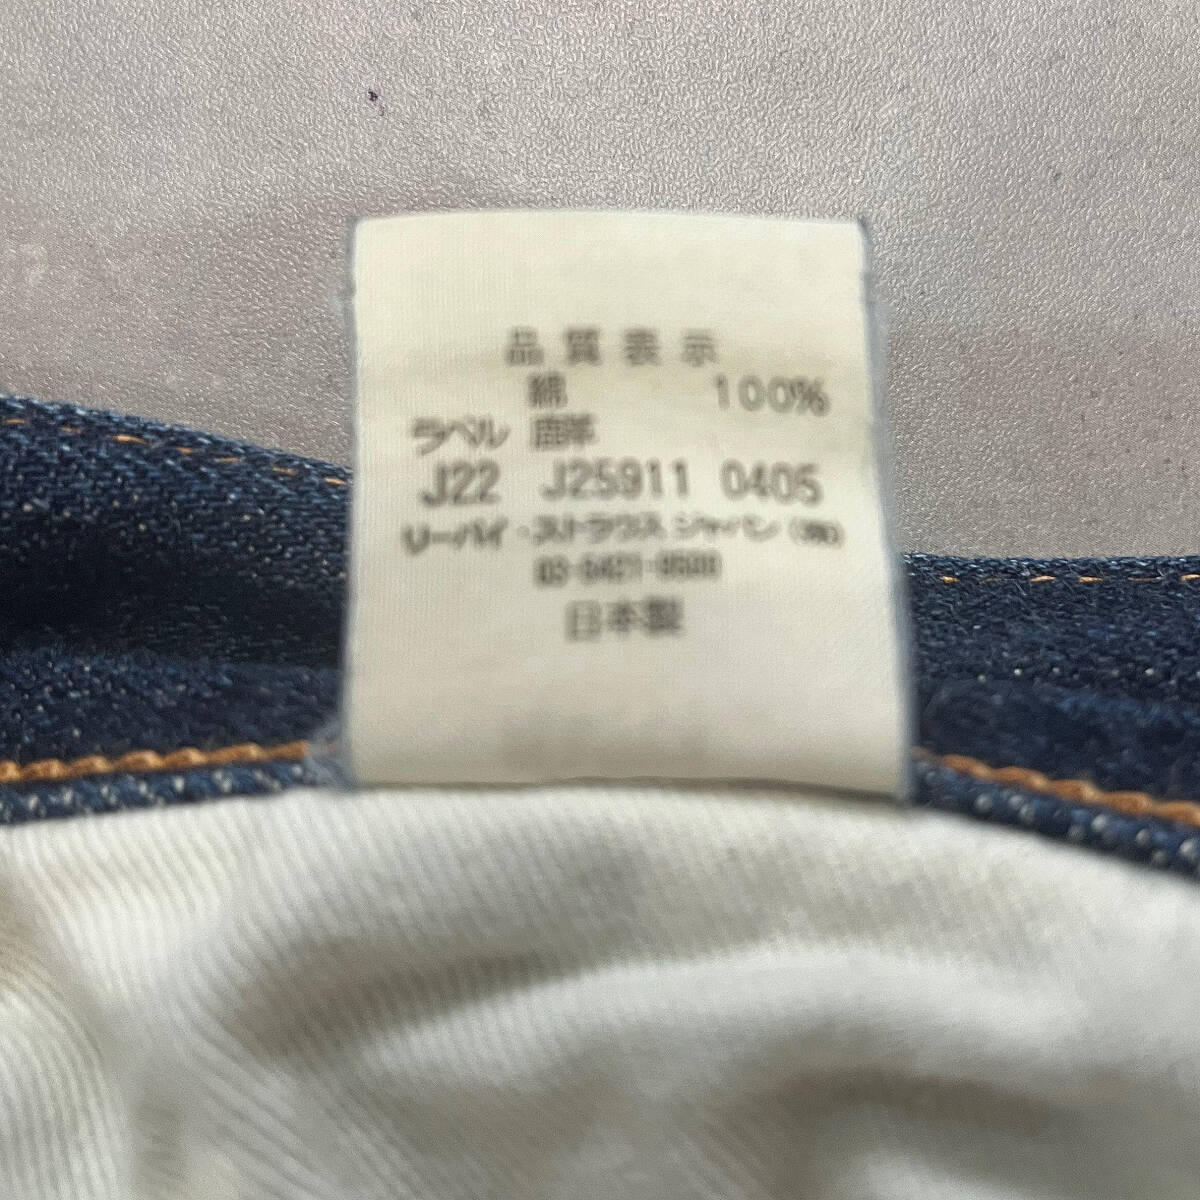 品質表示
綿 100%
ラベル 鹿革
J22 J25911 0405
リーバイ・ストラウス ジャパン(株)
日本製